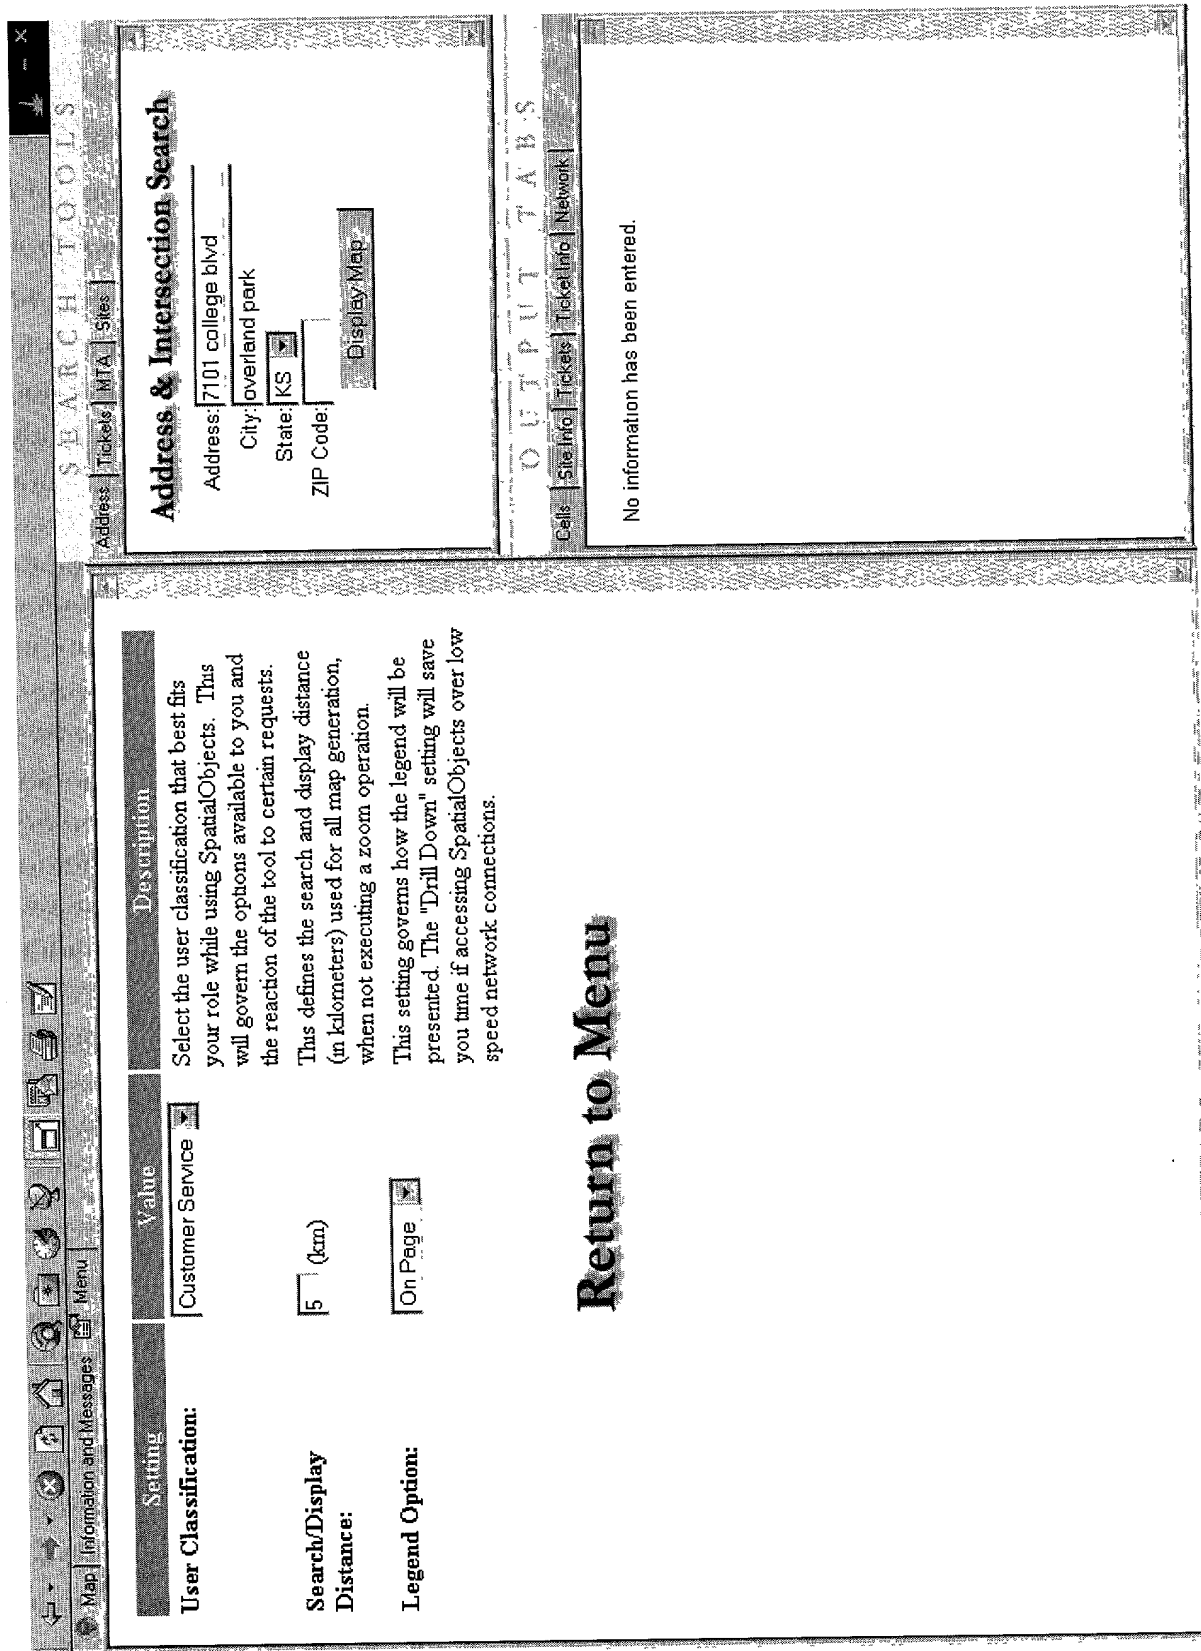 Map Information and Messages Menu
Setting Value Description
User Classification: Customer Service Select the user classification that best fits
your role while using SpatialObjects. This
will govern the options available to you and
the reaction of the tool to certain requests.
Search/Display 5 (km) This defines the search and display distance
Distance: (in kilometers) used for all map generation,
when not executing a zoom operation.
Legend Option: On Page This setting governs how the legend will be
presented. The "Drill Down" setting will save
you time if accessing SpatialObjects over low
speed network connections.
Return to Menu
SEARCH TOOLS
Address Tickets MTA Sites
Address & Intersection Search
Address: 7101 college blvd
City: overland park
State: KS
ZIP Code:
Display Map
OUTPUT TABS
Cells Site Info Tickets Ticket Info Network
No information has been entered.